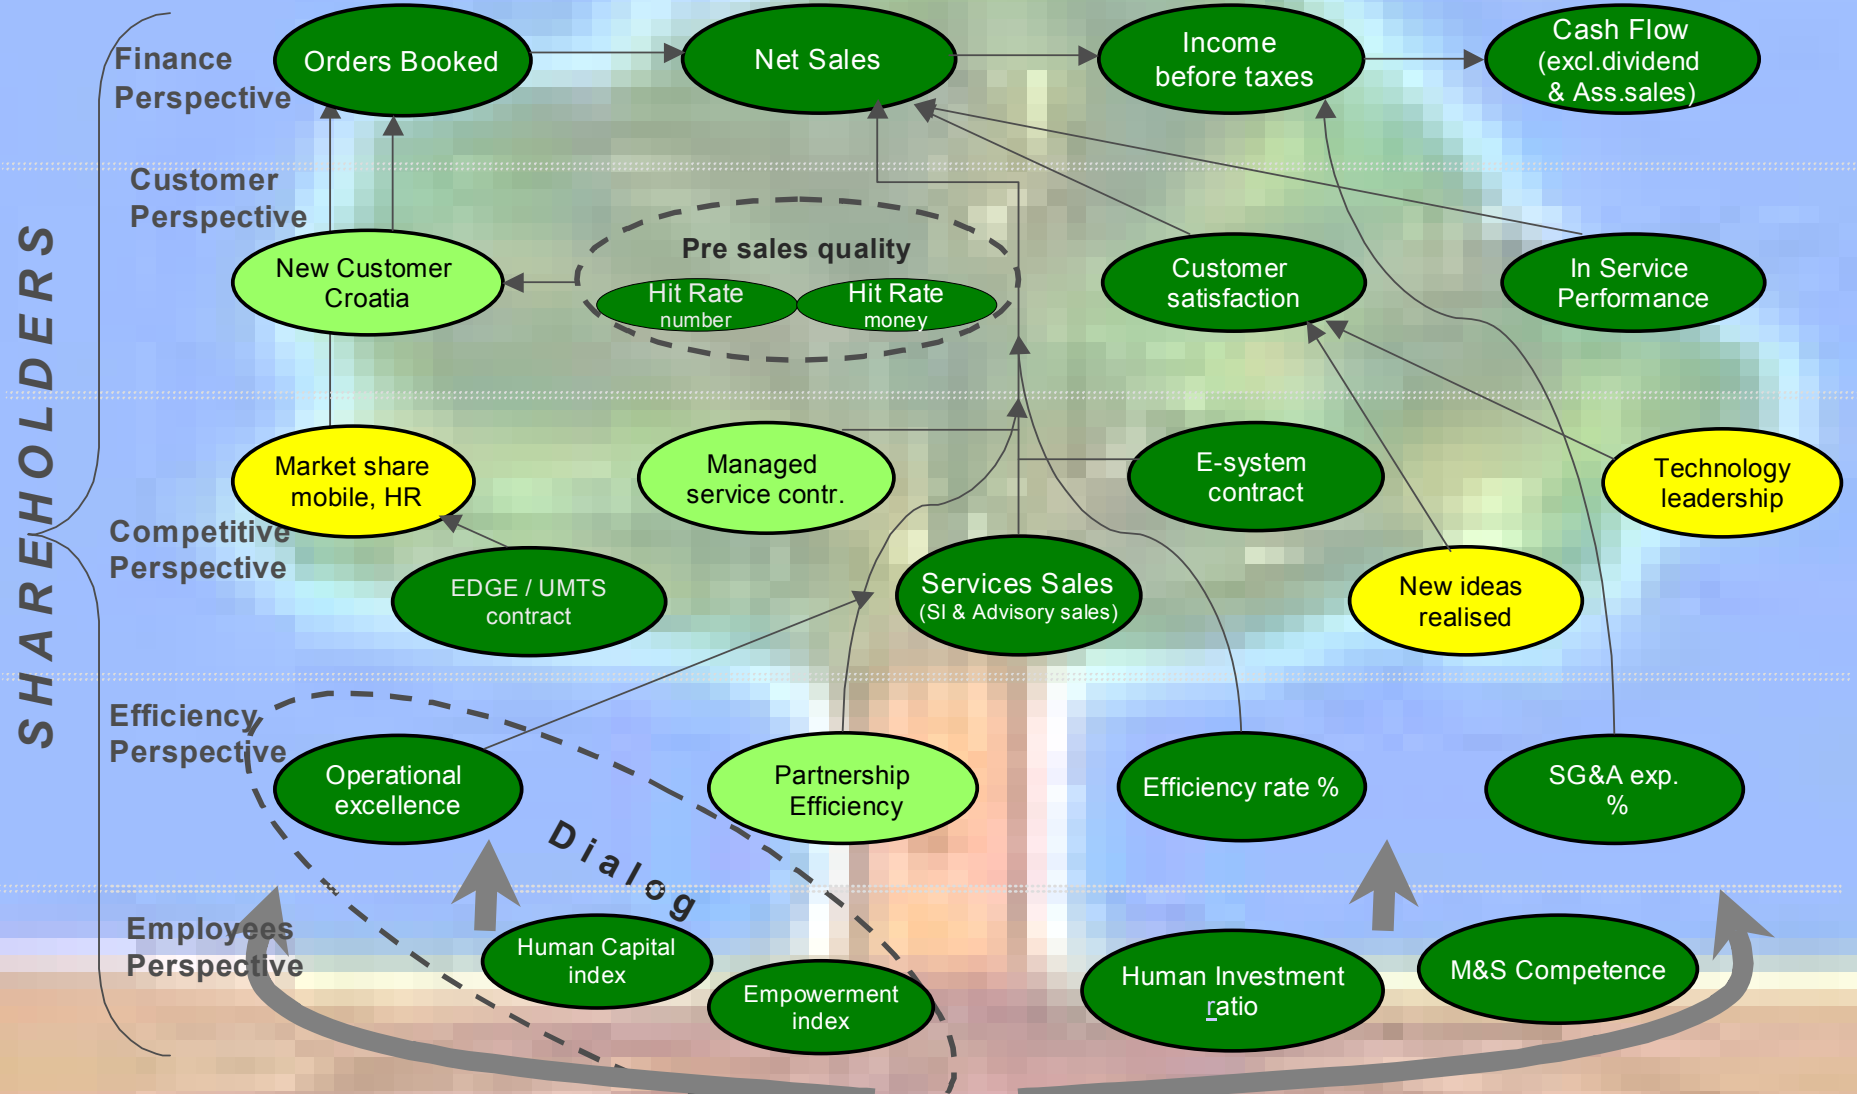 SHAREHOLDERS
Finance
Perspective
Orders Booked
Net Sales
Income
before taxes
Cash Flow
(excl.dividend
& Ass.sales)
Customer
Perspective
New Customer
Croatia
Pre sales quality
Hit Rate
number
Hit Rate
money
Customer
satisfaction
In Service
Performance
Competitive
Perspective
Market share
mobile, HR
Managed
service contr.
E-system
contract
Technology
leadership
EDGE / UMTS
contract
Services Sales
(SI & Advisory sales)
New ideas
realised
Efficiency
Perspective
Operational
excellence
Partnership
Efficiency
Efficiency rate %
SG&A exp.
%
Dialog
Employees
Perspective
Human Capital
index
Empowerment
index
Human Investment
ratio
M&S Competence